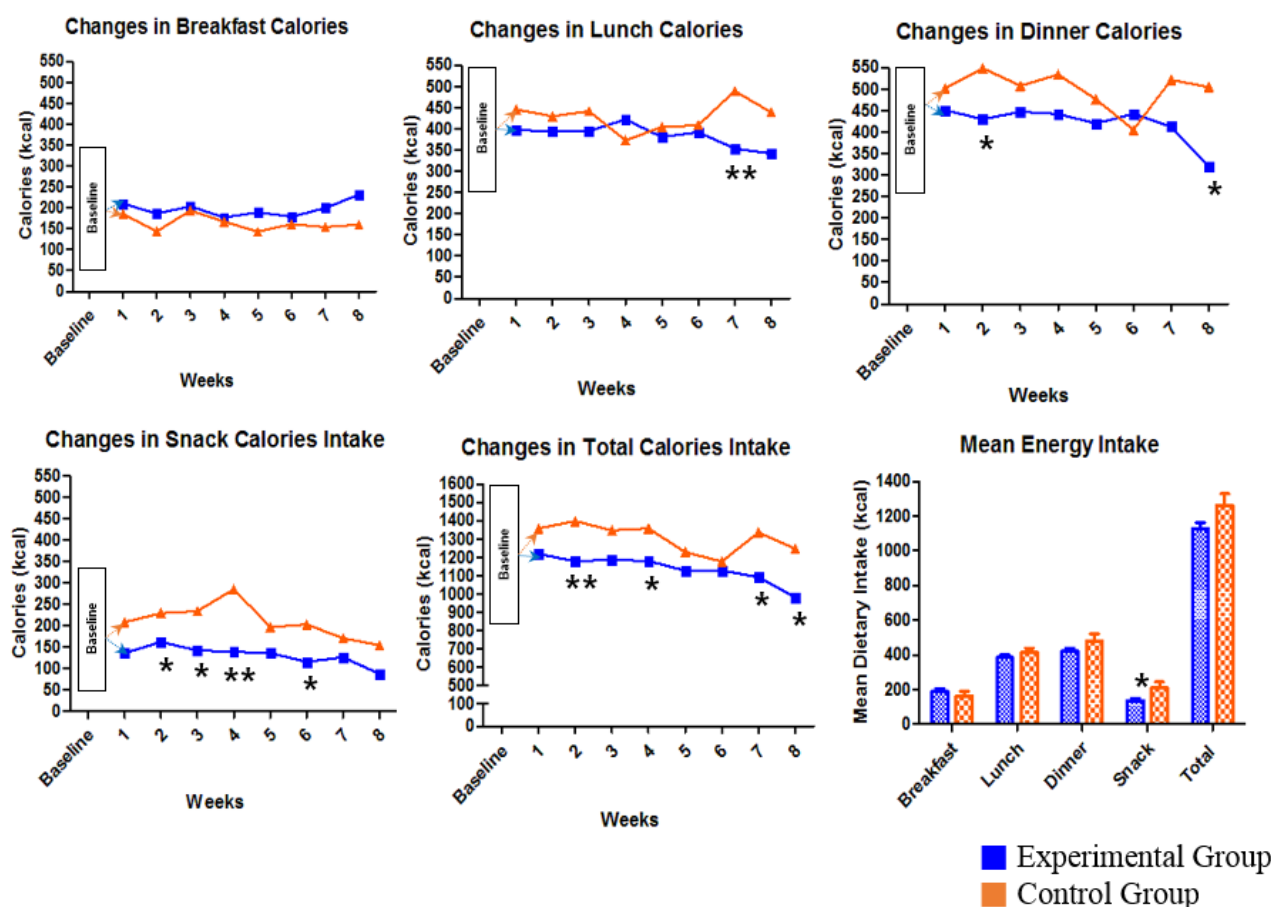 Changes in Breakfast Calories
Calories (kcal)
550
500
450
400
350
300
250
200
150
100
50
0
Baseline
Baseline 1 2 3 4 5 6 7 8
Weeks
Changes in Lunch Calories
Calories (kcal)
550
500
450
400
350
300
250
200
150
100
50
0
Baseline
**
Baseline 1 2 3 4 5 6 7 8
Weeks
Changes in Dinner Calories
Calories (kcal)
550
500
450
400
350
300
250
200
150
100
50
0
Baseline
*
*
Baseline 1 2 3 4 5 6 7 8
Weeks
Changes in Snack Calories Intake
Calories (kcal)
550
500
450
400
350
300
250
200
150
100
50
0
Baseline
* * ** *
Baseline 1 2 3 4 5 6 7 8
Weeks
Changes in Total Calories Intake
Calories (kcal)
1600
1500
1400
1300
1200
1100
1000
900
800
700
600
500
100
0
Baseline
** * * *
Baseline 1 2 3 4 5 6 7 8
Weeks
Mean Energy Intake
Mean Dietary Intake (kcal)
1400
1200
1000
800
600
400
200
0
*
Breakfast Lunch Dinner Snack Total
Experimental Group
Control Group